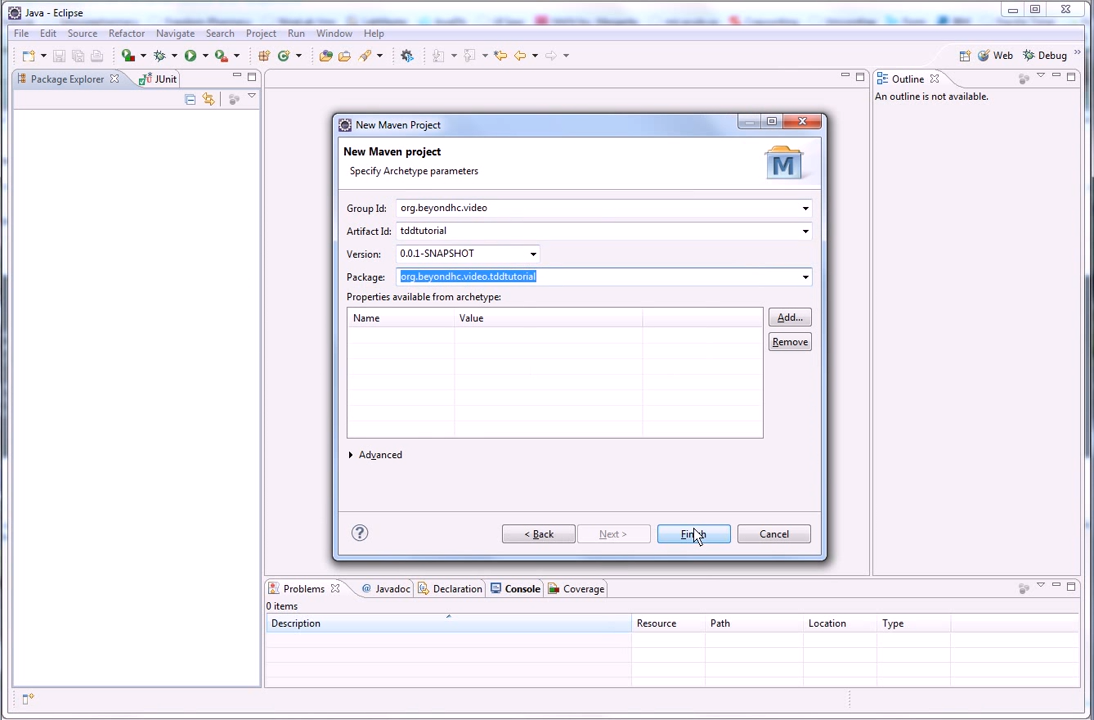 Java - Eclipse
File Edit Source Refactor Navigate Search Project Run Window Help
Web Debug »
Package Explorer JUnit
Outline
An outline is not available.
New Maven Project
New Maven project
Specify Archetype parameters
M
Group Id: org.beyondhc.video
Artifact Id: tddtutorial
Version: 0.0.1-SNAPSHOT
Package: org.beyondhc.video.tddtutorial
Properties available from archetype:
Name Value
Add...
Remove
Advanced
? < Back Next > Cancel
Problems @ Javadoc Declaration Console Coverage
0 items
Description Resource Path Location Type